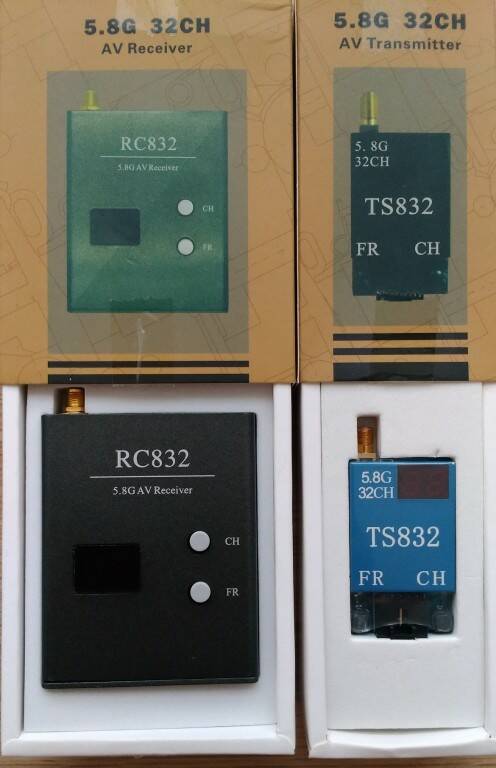 5.8G 32CH
AV Receiver
RC832
5.8G AV Receiver
CH
FR
5.8G 32CH
AV Transmitter
5.8G
32CH
TS832
FR CH
RC832
5.8G AV Receiver
CH
FR
5.8G
32CH
TS832
FR CH